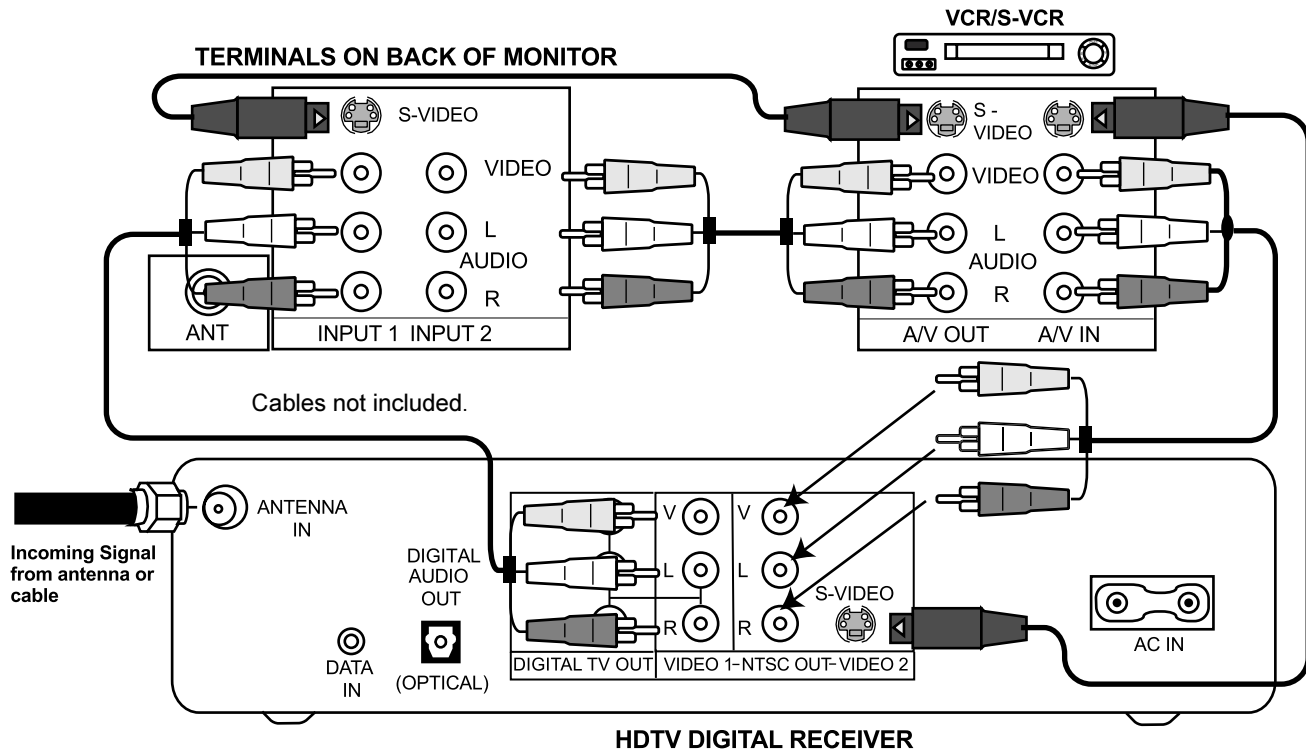 VCR/S-VCR
TERMINALS ON BACK OF MONITOR
S-VIDEO
VIDEO
L
AUDIO
R
INPUT 1 INPUT 2
ANT
S -
VIDEO
VIDEO
L
AUDIO
R
A/V OUT A/V IN
Cables not included.
ANTENNA
IN
Incoming Signal
from antenna or
cable
DIGITAL
AUDIO
OUT
DATA
IN
(OPTICAL)
V
L
R
V
L
R
S-VIDEO
DIGITAL TV OUT VIDEO 1-NTSC OUT-VIDEO 2
AC IN
HDTV DIGITAL RECEIVER